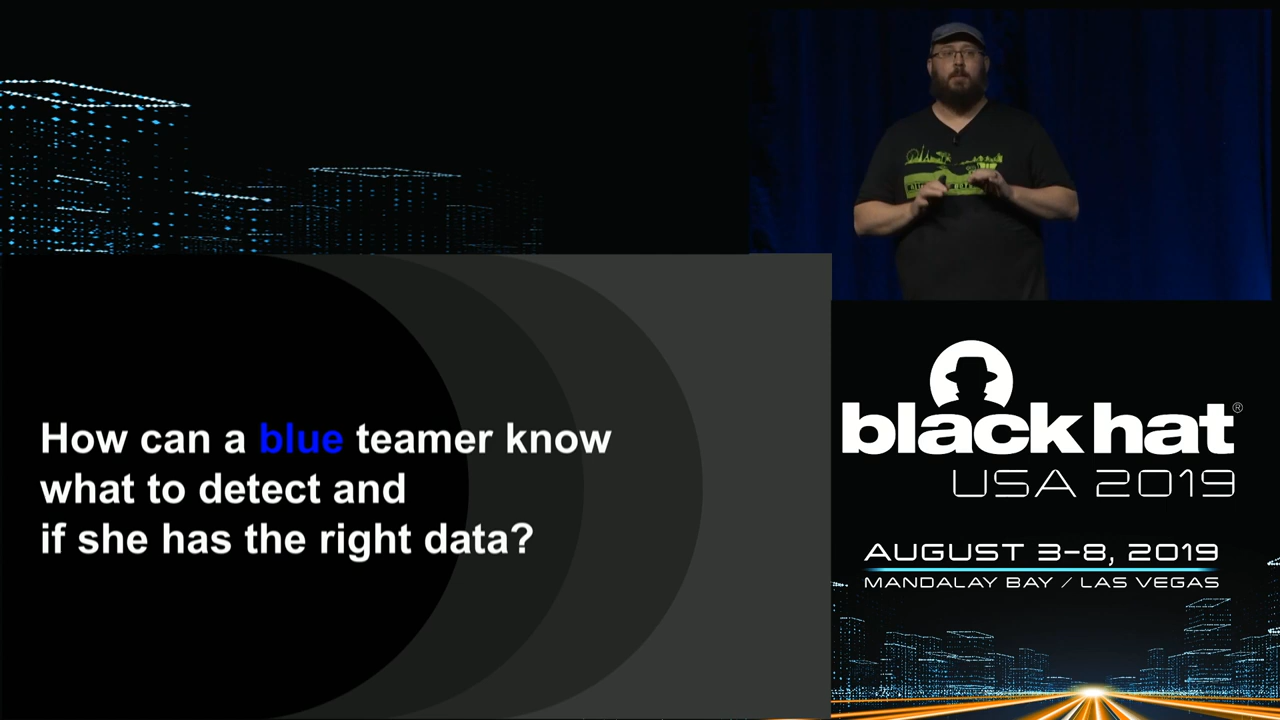 How can a blue teamer know
what to detect and
if she has the right data?
black hat®
USA 2019
AUGUST 3-8, 2019
MANDALAY BAY / LAS VEGAS